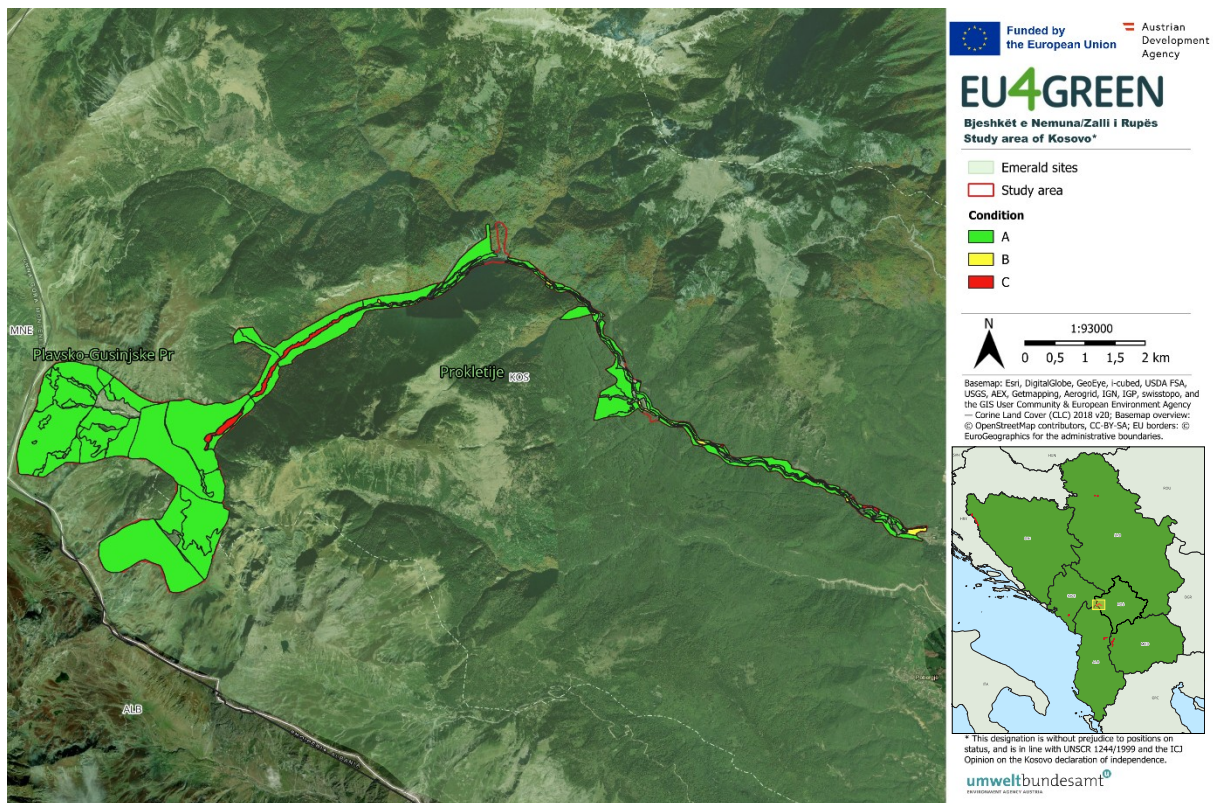 MNE
Plavsko-Gusinjske Pr
Prokletije
KOS
ALB
Funded by
the European Union
Austrian
Development
Agency
EU4GREEN
Bjeshkët e Nemuna/Zalli i Rupës
Study area of Kosovo*
Emerald sites
Study area
Condition
A
B
C
N
1:93000
0 0,5 1 1,5 2 km
Basemap: Esri, DigitalGlobe, GeoEye, i-cubed, USDA FSA,
USGS, AEX, Getmapping, Aerogrid, IGN, IGP, swisstopo, and
the GIS User Community & European Environment Agency
— Corine Land Cover (CLC) 2018 v20; Basemap overview:
© OpenStreetMap contributors, CC-BY-SA; EU borders: ©
EuroGeographics for the administrative boundaries.
* This designation is without prejudice to positions on
status, and is in line with UNSCR 1244/1999 and the ICJ
Opinion on the Kosovo declaration of independence.
umweltbundesamt
ENVIRONMENT AGENCY AUSTRIA